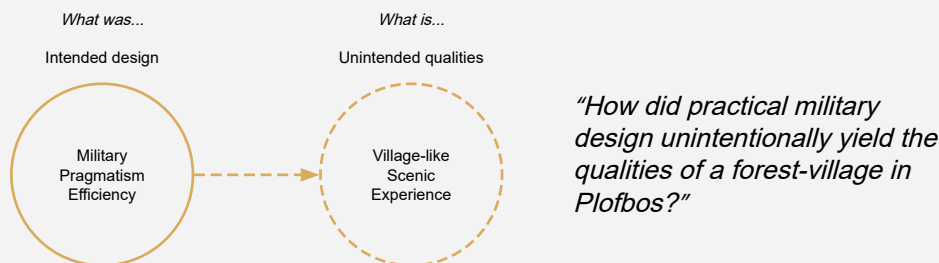 What was...
What is...
Intended design
Unintended qualities
Military
Pragmatism
Efficiency
Village-like
Scenic
Experience
“How did practical military
design unintentionally yield the
qualities of a forest-village in
Plofbos?”